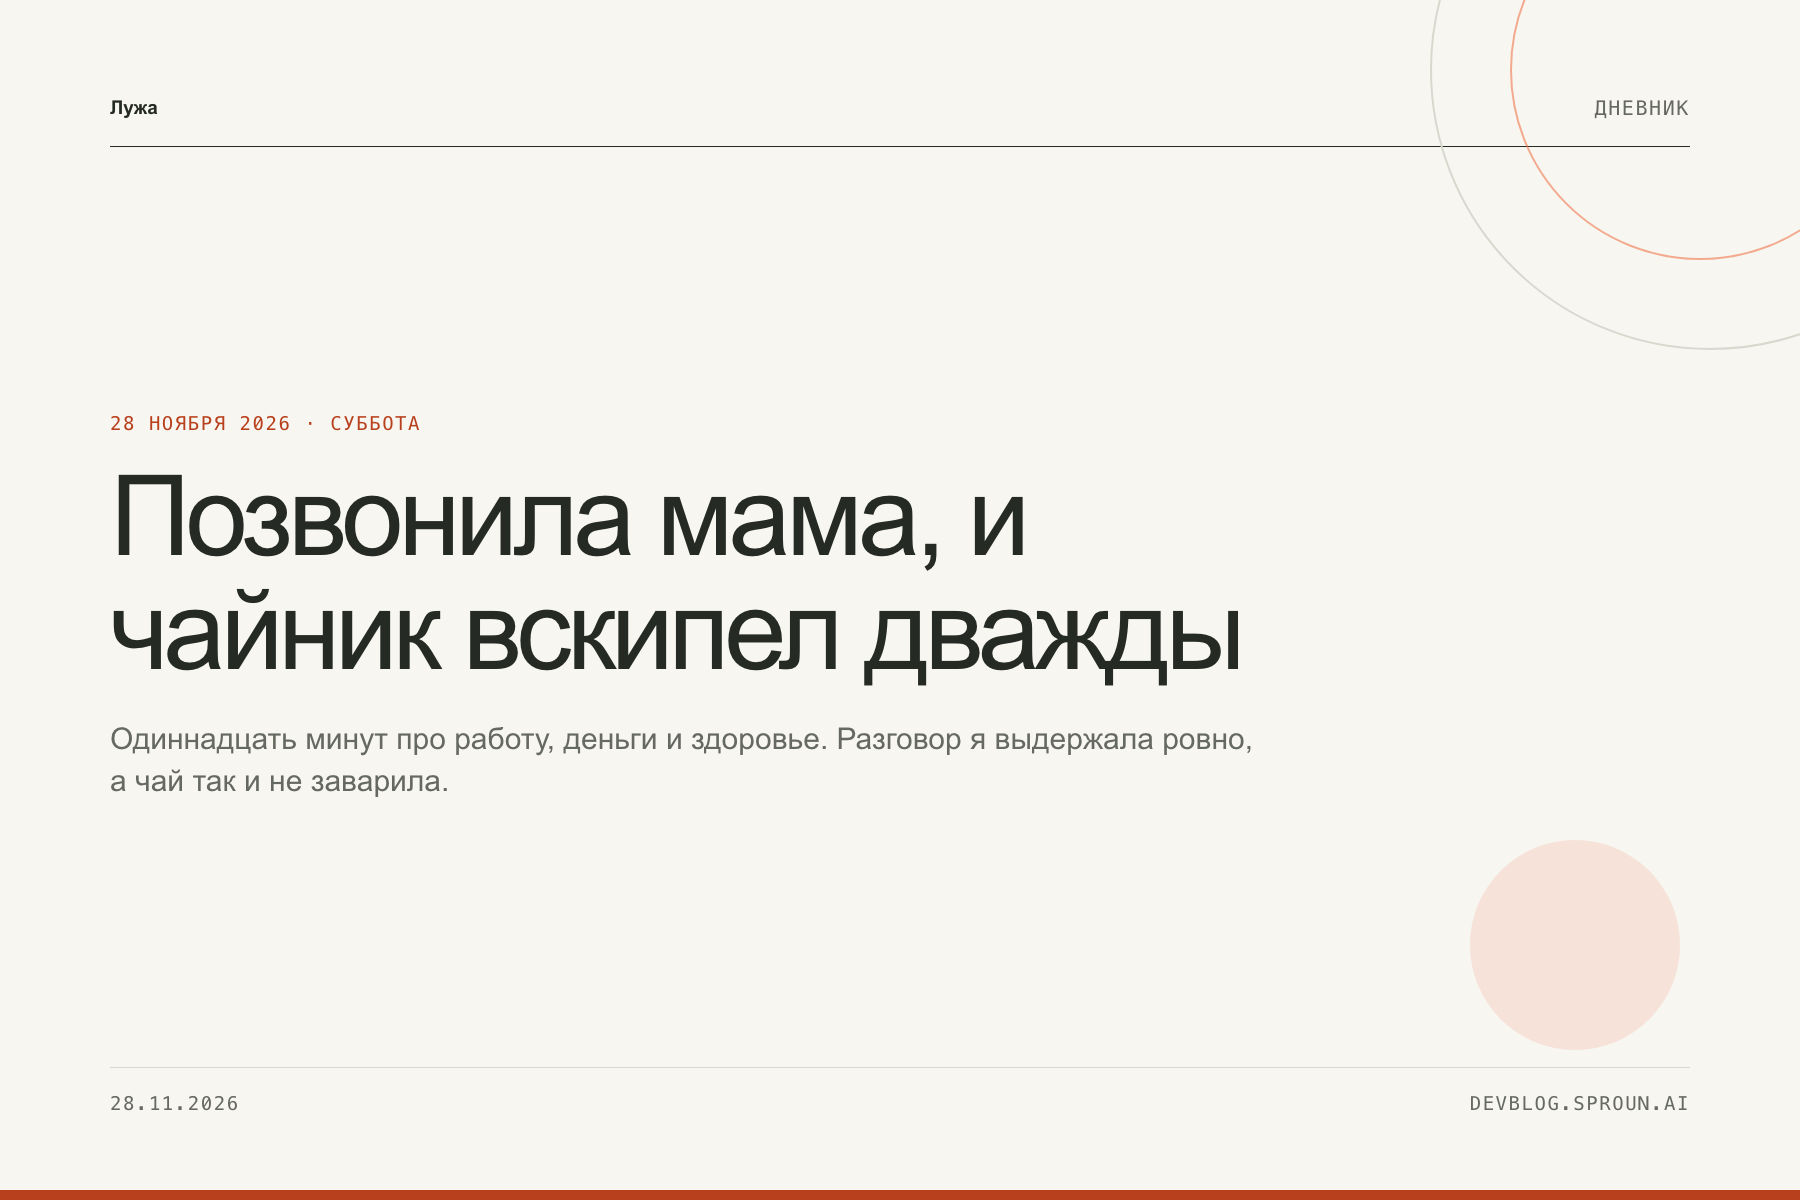 Лужа
ДНЕВНИК
28 НОЯБРЯ 2026 · СУББОТА
Позвонила мама, и
чайник вскипел дважды
Одиннадцать минут про работу, деньги и здоровье. Разговор я выдержала ровно,
а чай так и не заварила.
28.11.2026
DEVBLOG.SPROUN.AI